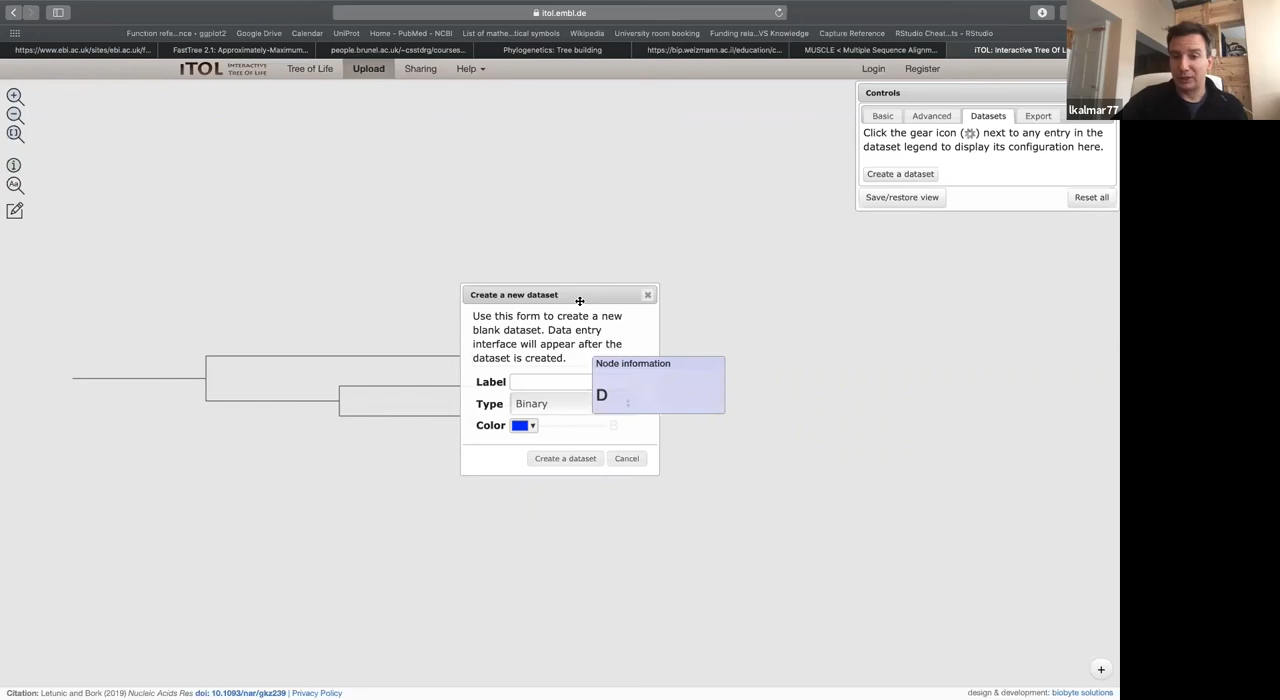 itol.embl.de
Function refe...nce • ggplot2
Google Drive
Calendar
UniProt
Home - PubMed - NCBI
List of mathe...tical symbols
Wikipedia
University room booking
Funding rela...VS Knowledge
Capture Reference
RStudio Cheat...ts – RStudio
https://www.ebi.ac.uk/sites/ebi.ac.uk/f...
FastTree 2.1: Approximately-Maximum...
people.brunel.ac.uk/~csstdrg/courses...
Phylogenetics: Tree building
https://bip.weizmann.ac.il/education/c...
MUSCLE < Multiple Sequence Alignm...
iTOL: Interactive Tree Of L
iTOL INTERACTIVE TREE OF LIFE
Tree of Life
Upload
Sharing
Help
Login
Register
lkalmar77
Controls
Basic
Advanced
Datasets
Export
Click the gear icon ( ) next to any entry in the
dataset legend to display its configuration here.
Create a dataset
Save/restore view
Reset all
Aa
Create a new dataset
Use this form to create a new
blank dataset. Data entry
interface will appear after the
dataset is created.
Label
Type
Binary
Color
B
Create a dataset
Cancel
Node information
D
Citation: Letunic and Bork (2019) Nucleic Acids Res doi: 10.1093/nar/gkz239 | Privacy Policy
design & development: biobyte solutions